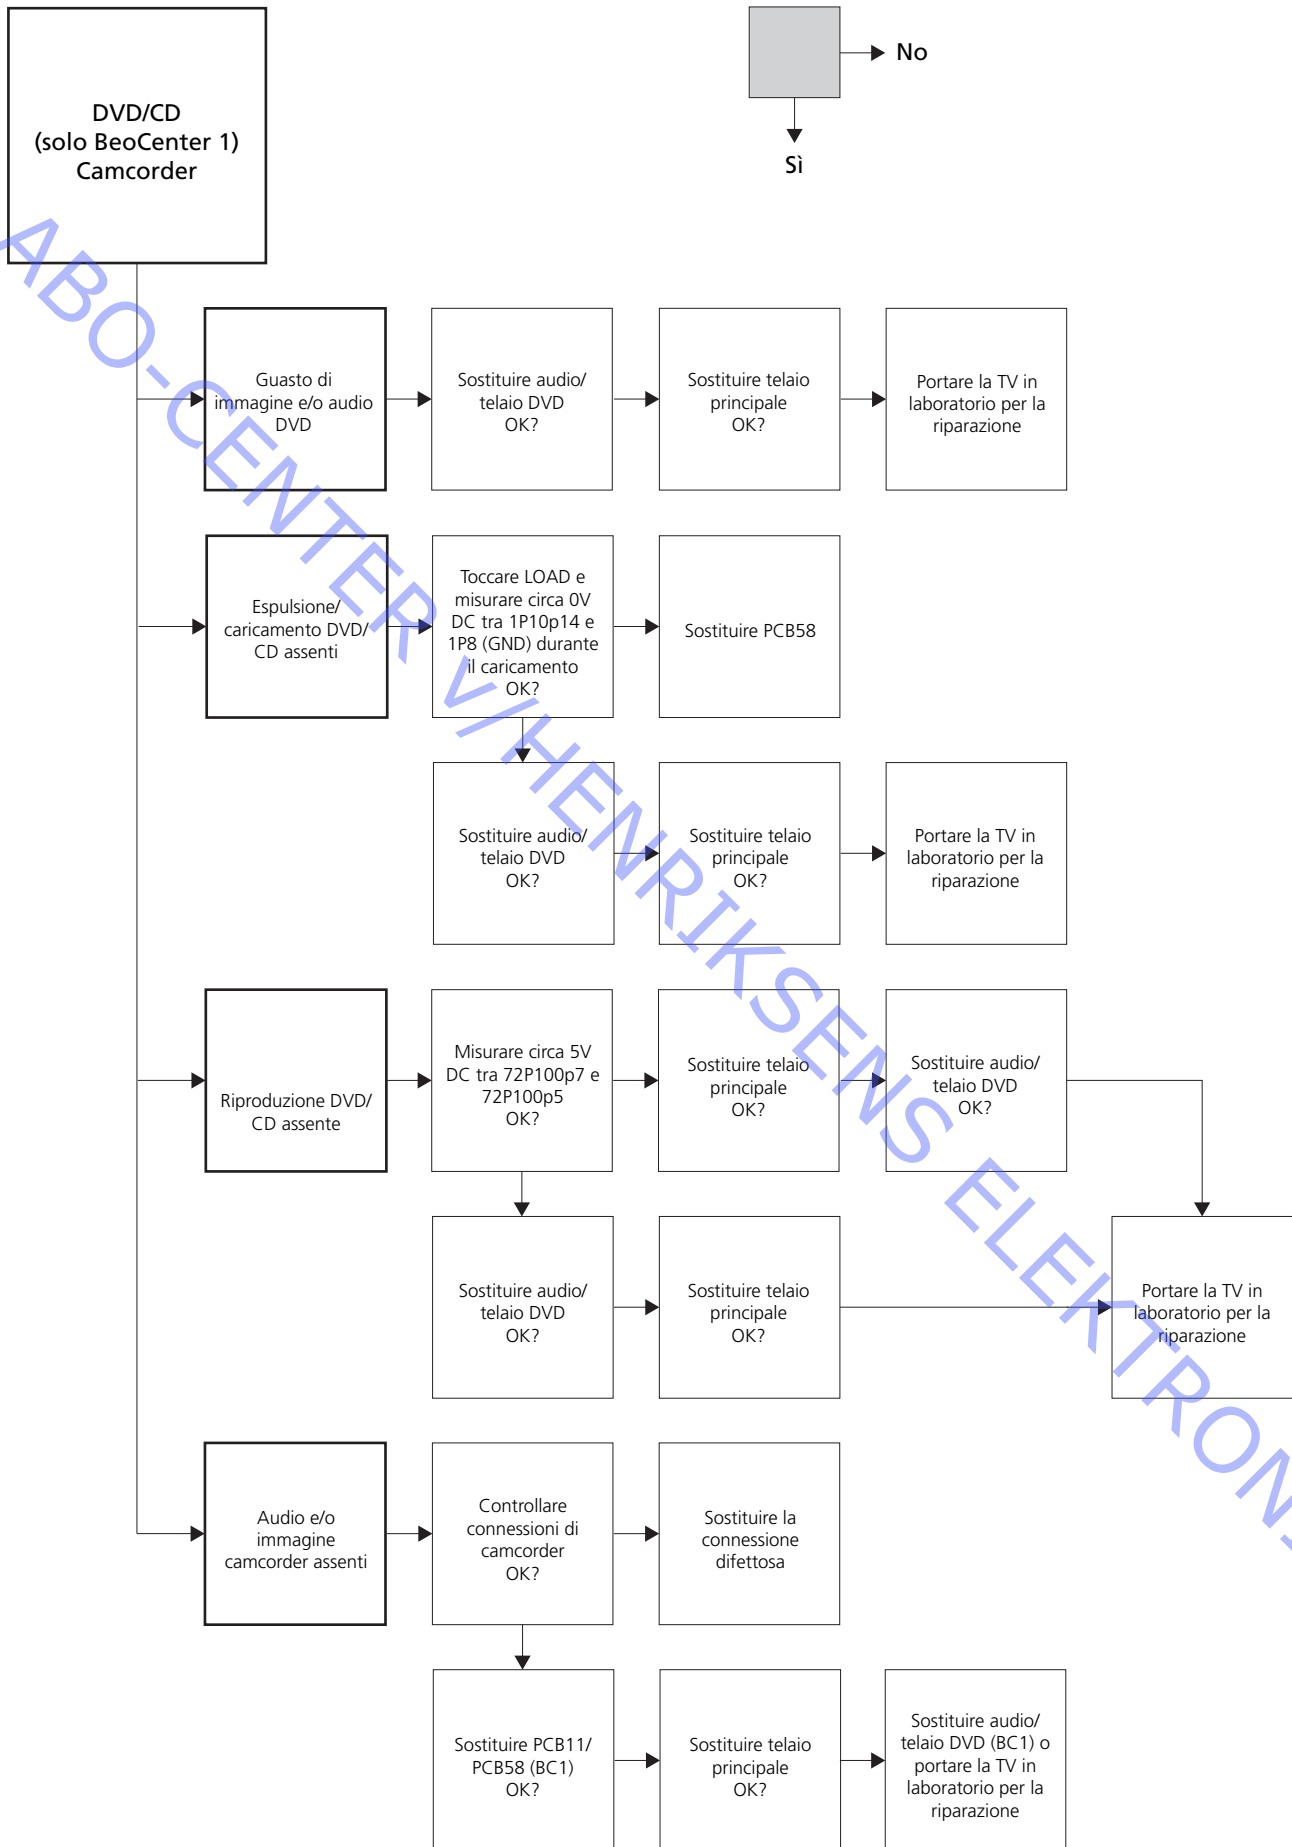 DVD/CD
(solo BeoCenter 1)
Camcorder
No
Sì
Guasto di
immagine e/o audio
DVD
Sostituire audio/
telaio DVD
OK?
Sostituire telaio
principale
OK?
Portare la TV in
laboratorio per la
riparazione
Espulsione/
caricamento DVD/
CD assenti
Toccare LOAD e
misurare circa 0V
DC tra 1P10p14 e
1P8 (GND) durante
il caricamento
OK?
Sostituire PCB58
Sostituire audio/
telaio DVD
OK?
Sostituire telaio
principale
OK?
Portare la TV in
laboratorio per la
riparazione
Riproduzione DVD/
CD assente
Misurare circa 5V
DC tra 72P100p7 e
72P100p5
OK?
Sostituire telaio
principale
OK?
Sostituire audio/
telaio DVD
OK?
Sostituire audio/
telaio DVD
OK?
Sostituire telaio
principale
OK?
Portare la TV in
laboratorio per la
riparazione
Audio e/o
immagine
camcorder assenti
Controllare
connessioni di
camcorder
OK?
Sostituire la
connessione
difettosa
Sostituire PCB11/
PCB58 (BC1)
OK?
Sostituire telaio
principale
OK?
Sostituire audio/
telaio DVD (BC1) o
portare la TV in
laboratorio per la
riparazione
ABO-CENTER V/HENRIKSENS ELEKTRON